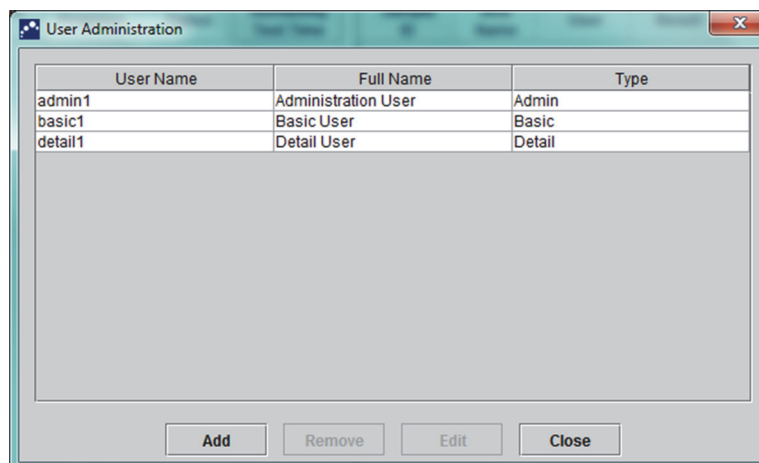 User Administration
User Name Full Name Type
admin1 Administration User Admin
basic1 Basic User Basic
detail1 Detail User Detail
Add Remove Edit Close